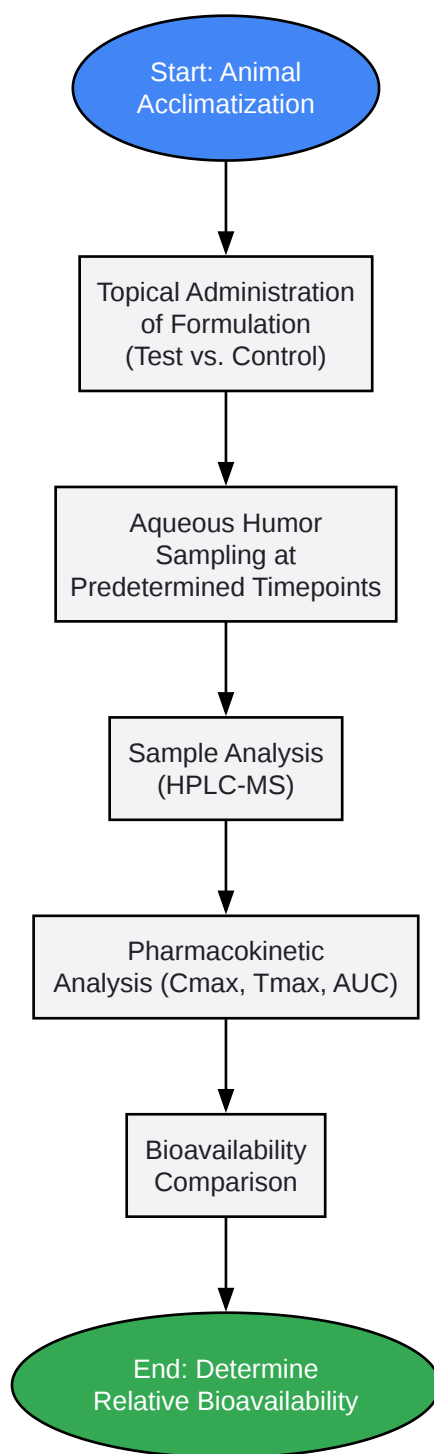 Start: Animal
Acclimatization
Topical Administration
of Formulation
(Test vs. Control)
Aqueous Humor
Sampling at
Predetermined Timepoints
Sample Analysis
(HPLC-MS)
Pharmacokinetic
Analysis (Cmax, Tmax, AUC)
Bioavailability
Comparison
End: Determine
Relative Bioavailability